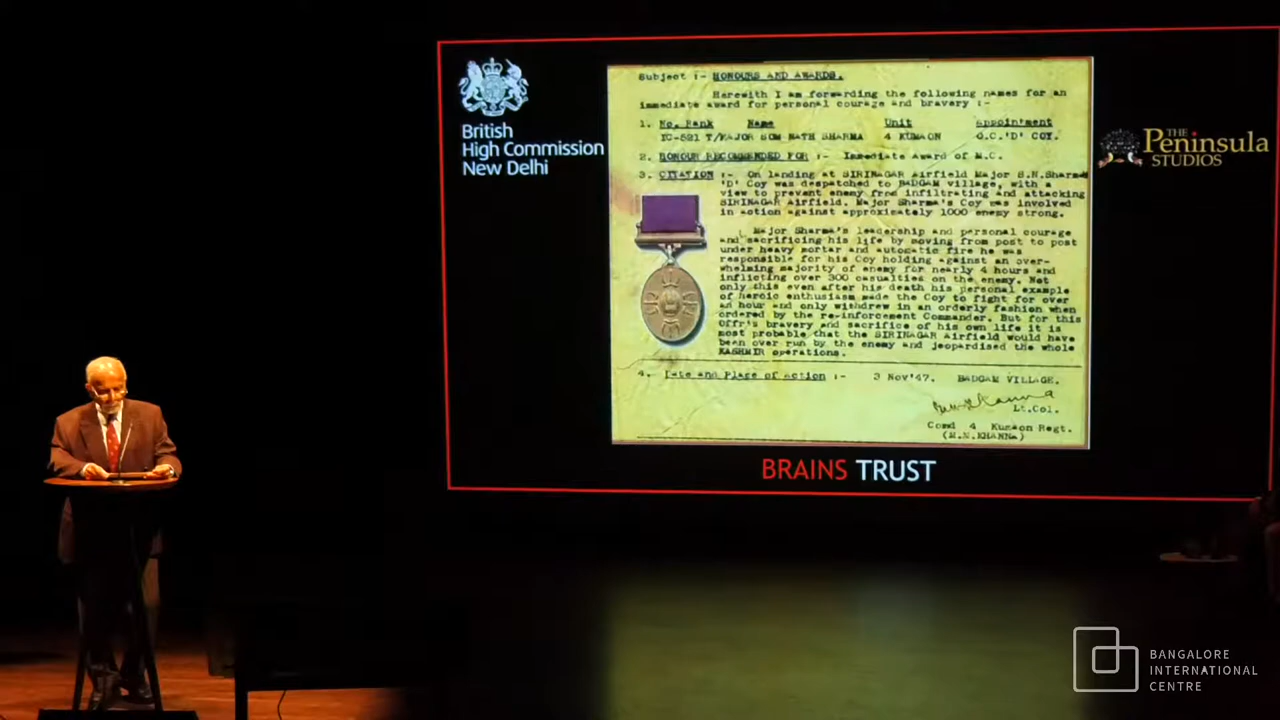 British
High Commission
New Delhi
Subject :- HONOURS AND AWARDS.
Herewith I am forwarding the following names for an
immediate award for personal courage and bravery :-
1. No. Rank Name Unit Appointment
IC-521 T/MAJOR SOM NATH SHARMA 4 KUMAON O.C.'D' COY.
2. HONOUR RECOMMENDED FOR :- Immediate Award of M.C.
3. CITATION :- On landing at SIRINAGAR Airfield Major S.N.Sharma
'D' Coy was despatched to BADGAM village, with a
view to prevent enemy from infiltrating and attacking
SIRINAGAR Airfield. Major Sharma's Coy was involved
in action against approximately 1000 enemy strong.
Major Sharma's leadership and personal courage
and sacrificing his life by moving from post to post
under heavy mortar and automatic fire he was
responsible for his Coy holding against an over-
whelming majority of enemy for nearly 4 hours and
inflicting over 300 casualties on the enemy. Not
only this even after his death his personal example
of heroic enthusiasm made the Coy to fight for over
an hour and only withdrew in an orderly fashion when
ordered by the re-inforcement Commander. But for this
Offr's bravery and sacrifice of his own life it is
most probable that the SIRINAGAR Airfield would have
been over run by the enemy and jeopardised the whole
KASHMIR operations.
4. Date and Place of Action :- 3 Nov'47. BADGAM VILLAGE.
Lt.Col.
Comd 4 Kumaon Regt.
(M.N.KHANNA)
THE
Peninsula
STUDIOS
BRAINS TRUST
BANGALORE
INTERNATIONAL
CENTRE